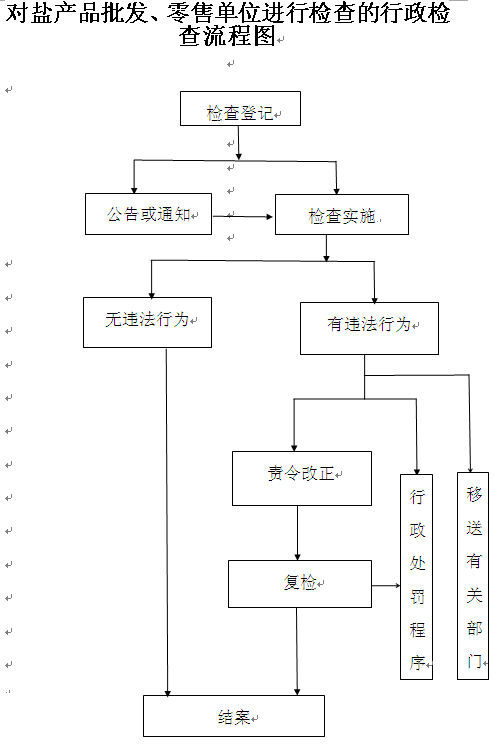 对盐产品批发、零售单位进行检查的行政检
查流程图
检查登记
公告或通知
检查实施
无违法行为
有违法行为
责令改正
行政处罚程序
移送有关部门
复检
结案